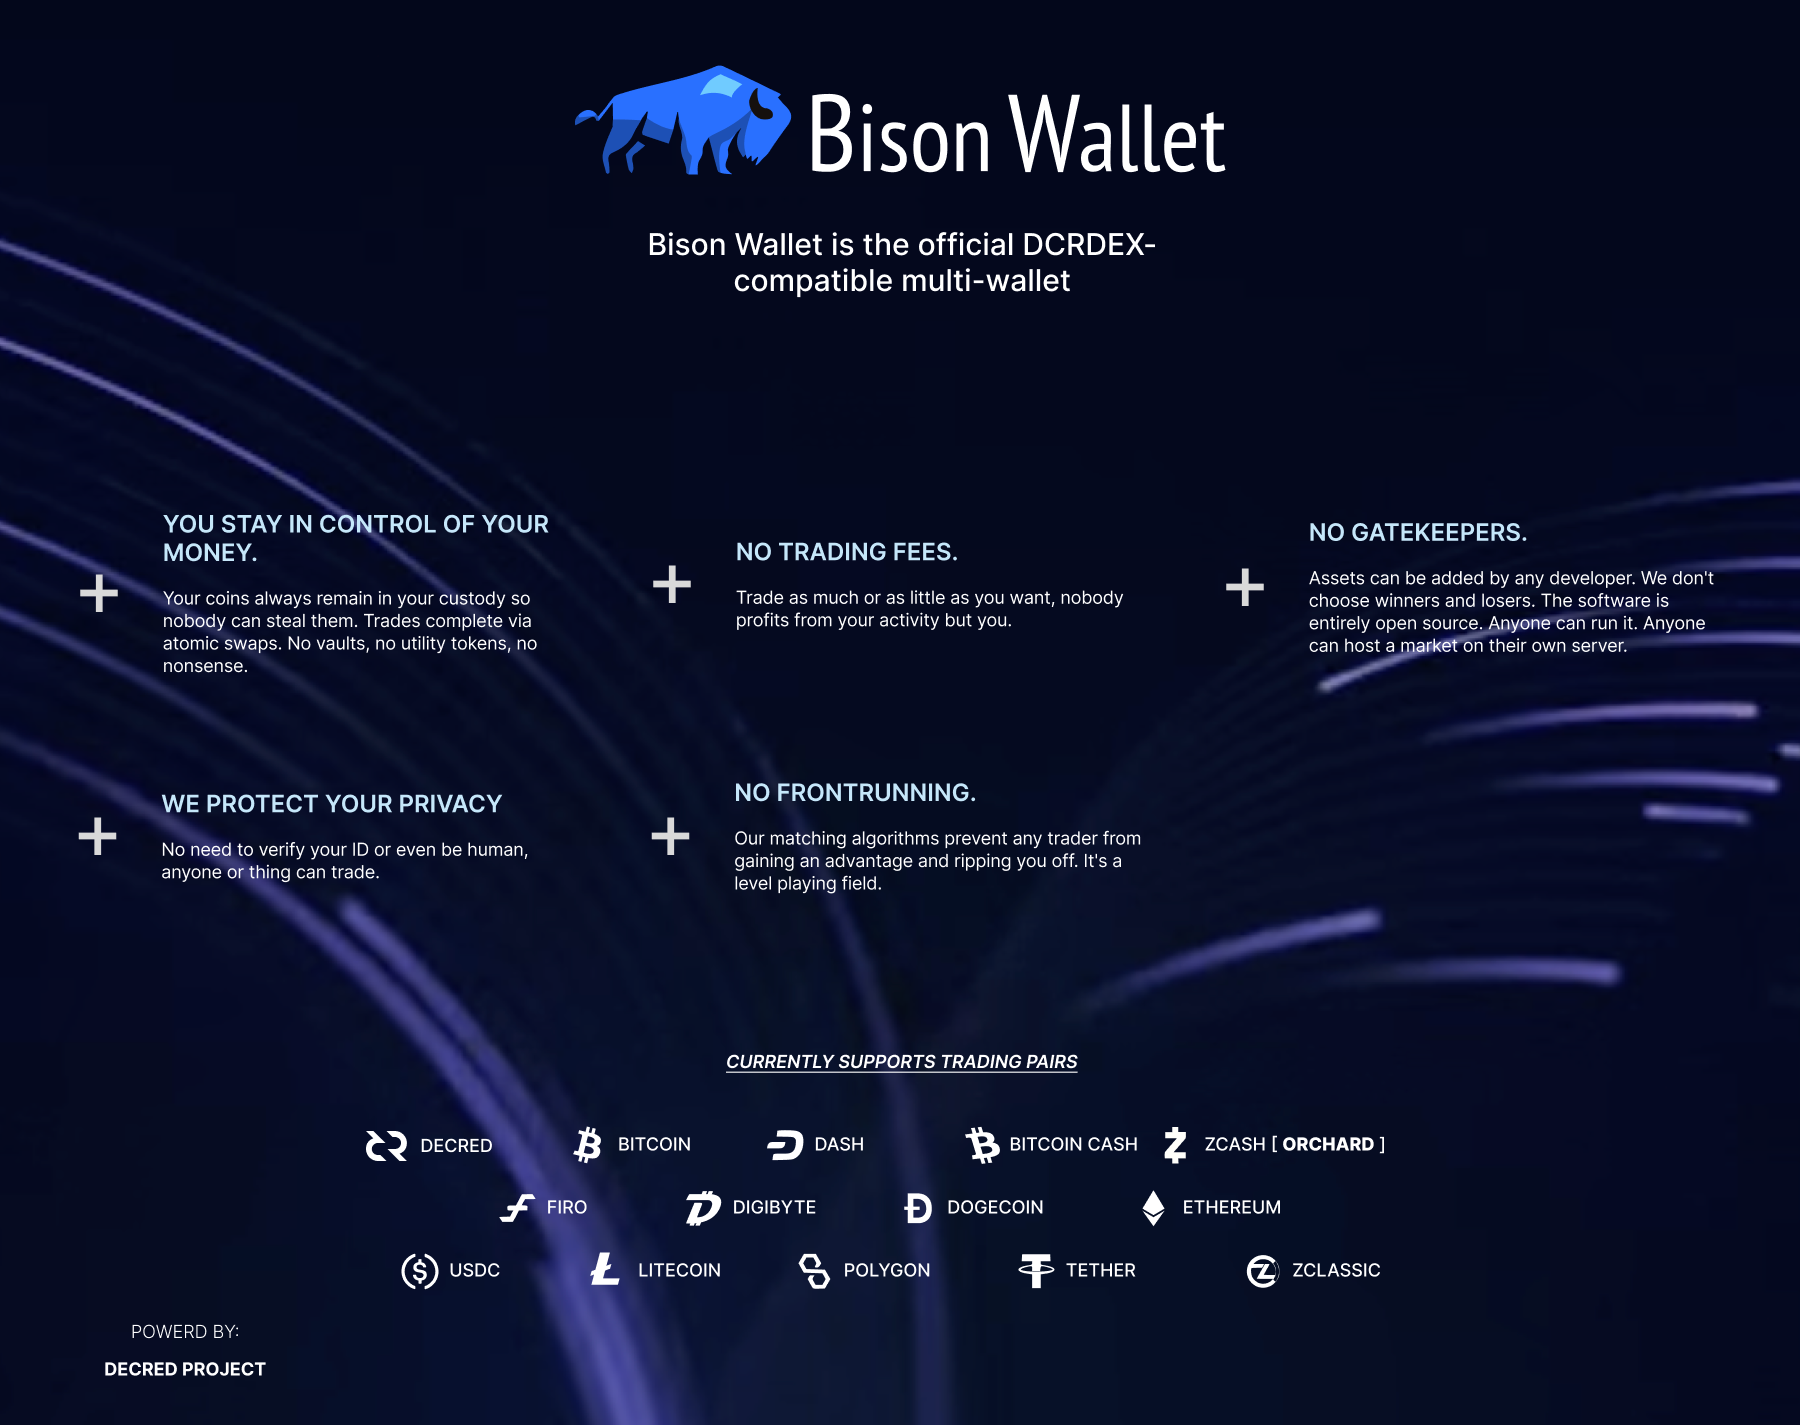 Bison Wallet
Bison Wallet is the official DCRDEX-
compatible multi-wallet
YOU STAY IN CONTROL OF YOUR
MONEY.
Your coins always remain in your custody so
nobody can steal them. Trades complete via
atomic swaps. No vaults, no utility tokens, no
nonsense.
NO TRADING FEES.
Trade as much or as little as you want, nobody
profits from your activity but you.
NO GATEKEEPERS.
Assets can be added by any developer. We don't
choose winners and losers. The software is
entirely open source. Anyone can run it. Anyone
can host a market on their own server.
WE PROTECT YOUR PRIVACY
No need to verify your ID or even be human,
anyone or thing can trade.
NO FRONTRUNNING.
Our matching algorithms prevent any trader from
gaining an advantage and ripping you off. It's a
level playing field.
CURRENTLY SUPPORTS TRADING PAIRS
DECRED BITCOIN DASH BITCOIN CASH ZCASH [ ORCHARD ]
FIRO DIGIBYTE DOGECOIN ETHEREUM
USDC LITECOIN POLYGON TETHER ZCLASSIC
POWERD BY:
DECRED PROJECT